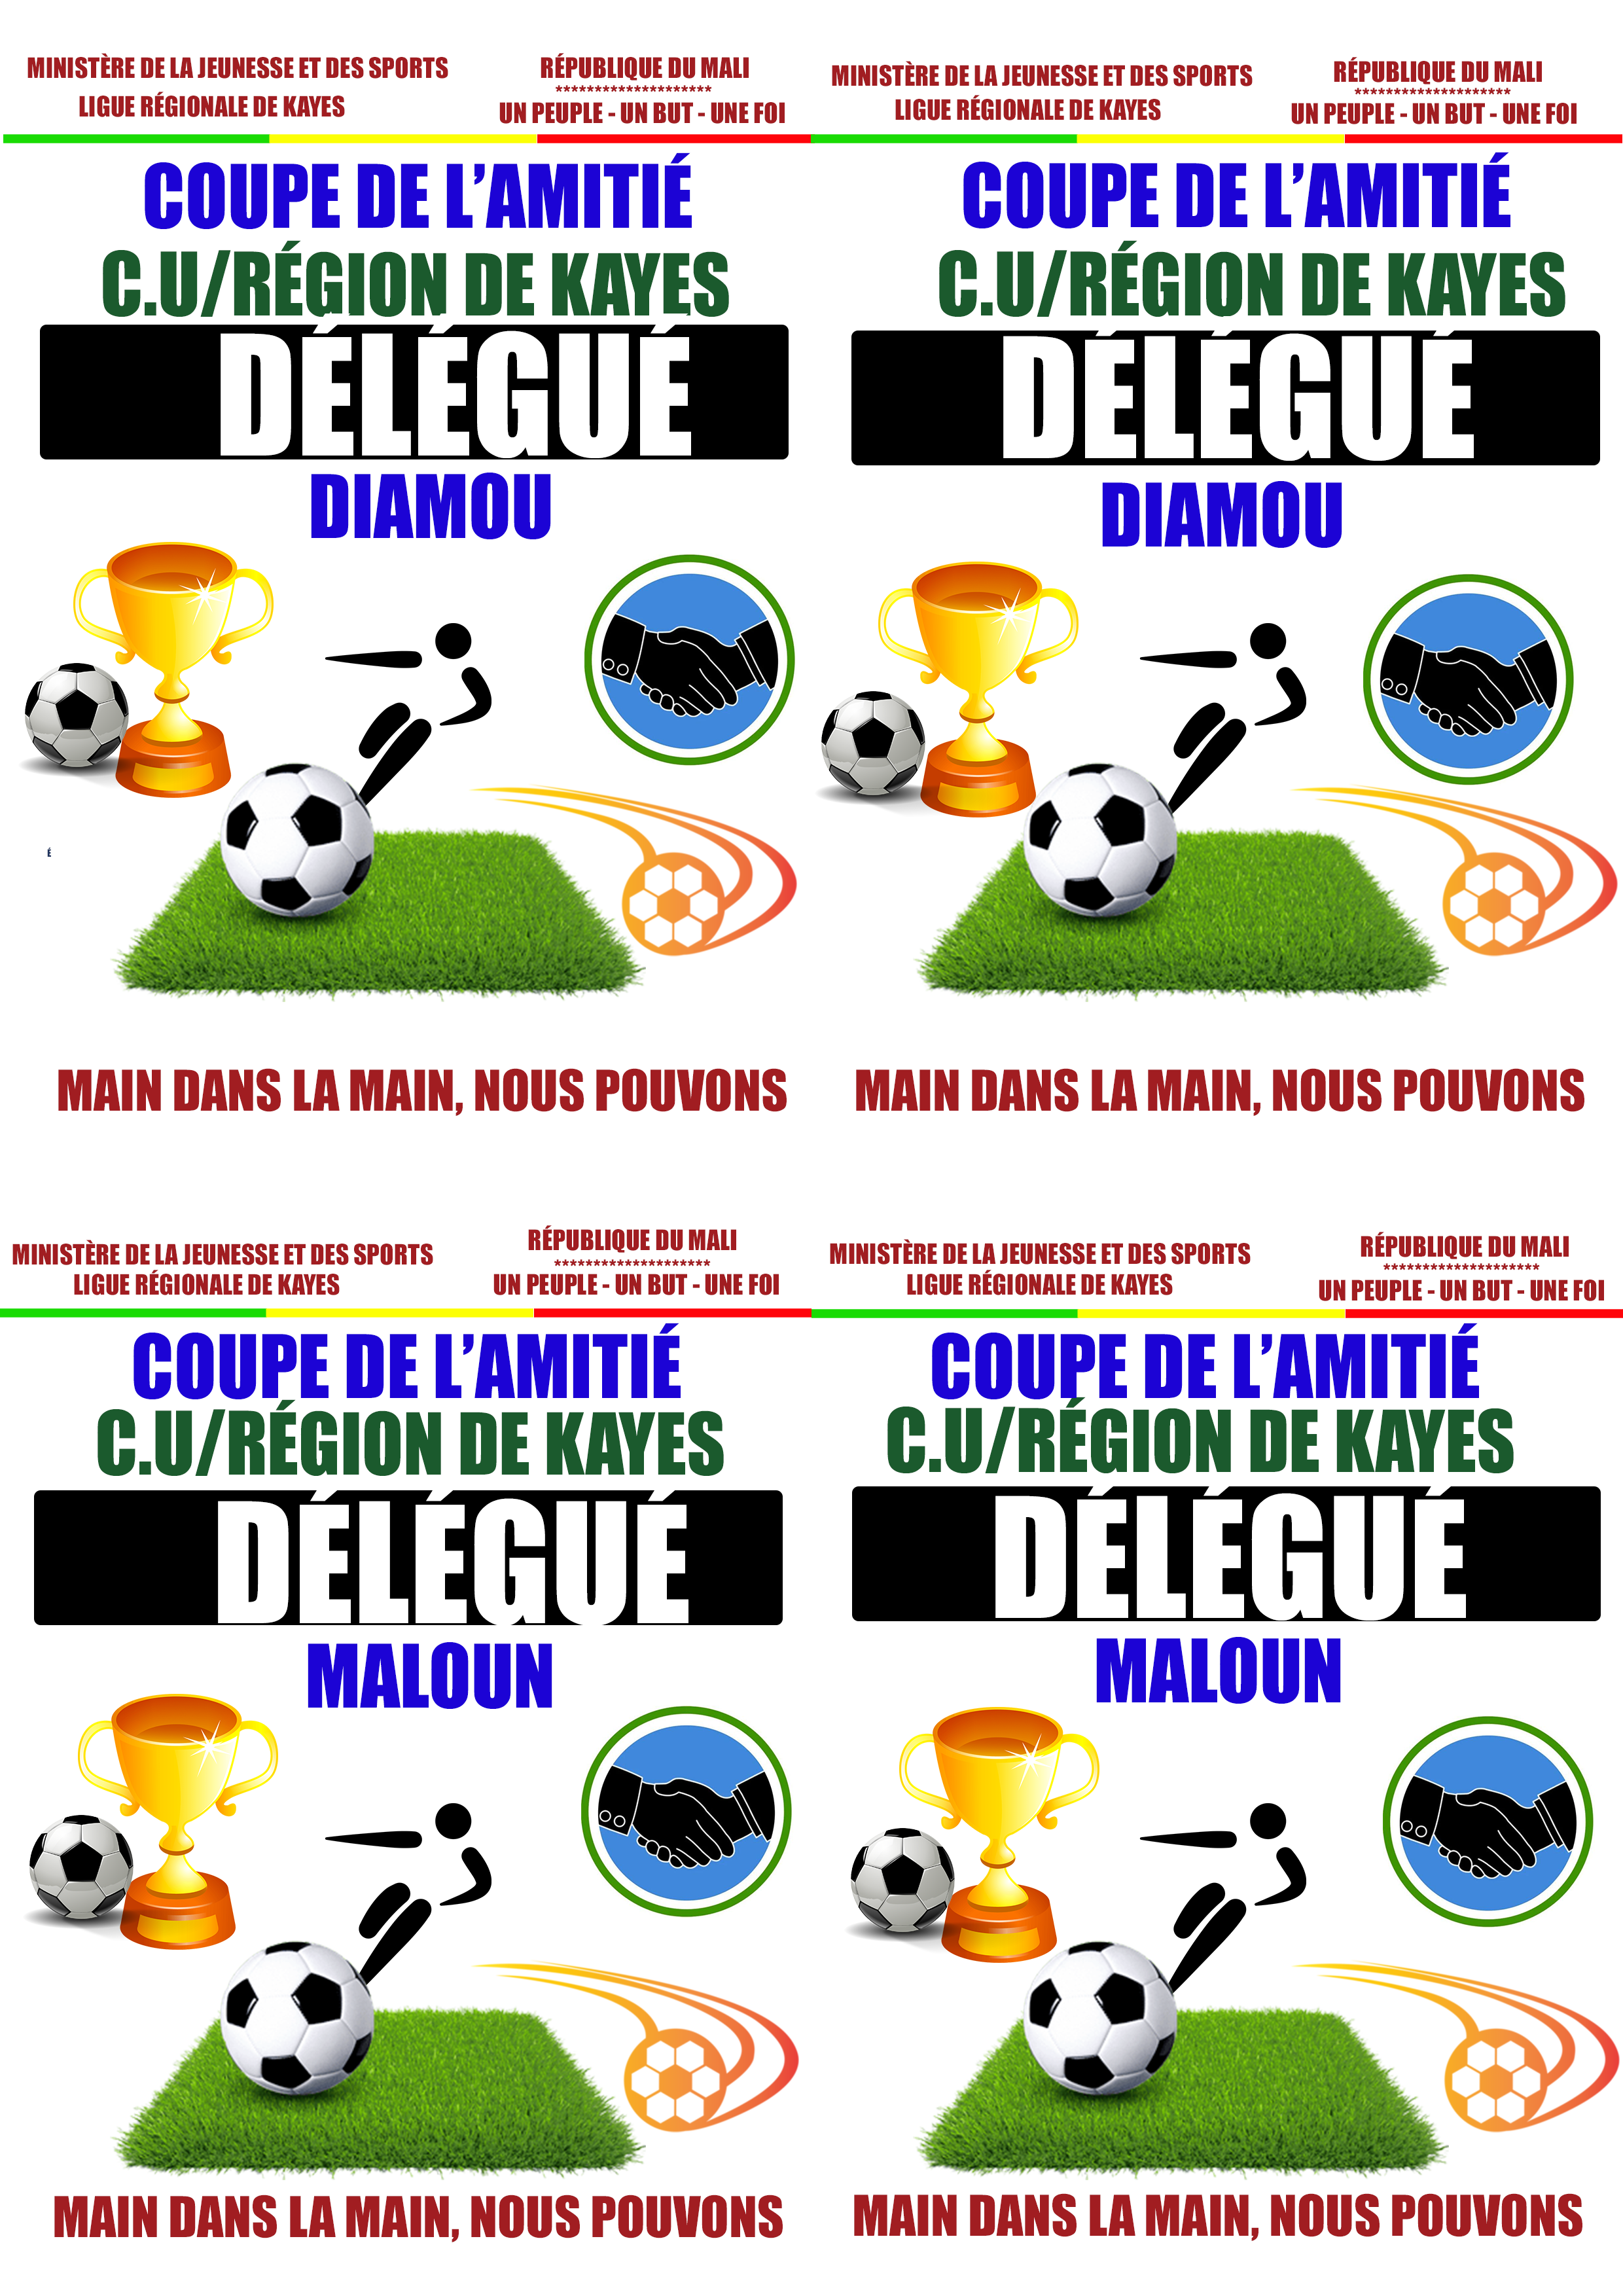 MINISTÈRE DE LA JEUNESSE ET DES SPORTS
LIGUE RÉGIONALE DE KAYES
RÉPUBLIQUE DU MALI
********************
UN PEUPLE - UN BUT - UNE FOI
COUPE DE L'AMITIÉ
C.U/RÉGION DE KAYES
DÉLÉGUÉ
DIAMOU
É
MAIN DANS LA MAIN, NOUS POUVONS
MINISTÈRE DE LA JEUNESSE ET DES SPORTS
LIGUE RÉGIONALE DE KAYES
RÉPUBLIQUE DU MALI
********************
UN PEUPLE - UN BUT - UNE FOI
COUPE DE L'AMITIÉ
C.U/RÉGION DE KAYES
DÉLÉGUÉ
DIAMOU
MAIN DANS LA MAIN, NOUS POUVONS
MINISTÈRE DE LA JEUNESSE ET DES SPORTS
LIGUE RÉGIONALE DE KAYES
RÉPUBLIQUE DU MALI
********************
UN PEUPLE - UN BUT - UNE FOI
COUPE DE L'AMITIÉ
C.U/RÉGION DE KAYES
DÉLÉGUÉ
MALOUN
MAIN DANS LA MAIN, NOUS POUVONS
MINISTÈRE DE LA JEUNESSE ET DES SPORTS
LIGUE RÉGIONALE DE KAYES
RÉPUBLIQUE DU MALI
********************
UN PEUPLE - UN BUT - UNE FOI
COUPE DE L'AMITIÉ
C.U/RÉGION DE KAYES
DÉLÉGUÉ
MALOUN
MAIN DANS LA MAIN, NOUS POUVONS